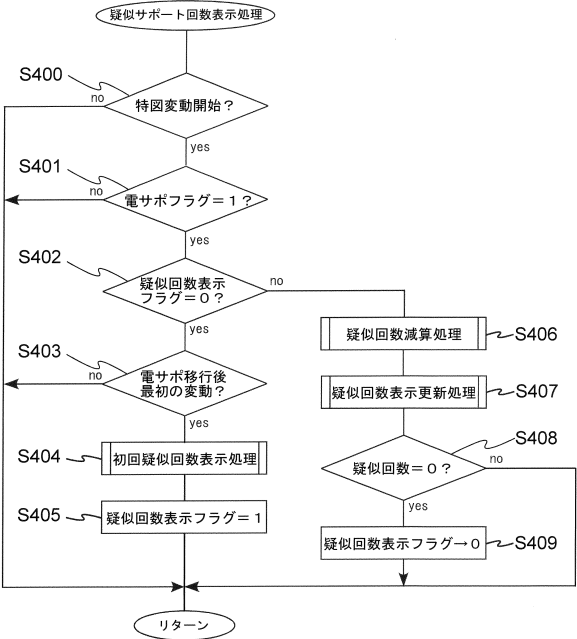 疑似サポート回数表示処理
S400
no
特図変動開始？
yes
S401
no
電サポフラグ＝１？
yes
S402
疑似回数表示
フラグ＝０？
no
yes
S403
no
電サポ移行後
最初の変動？
yes
S404
初回疑似回数表示処理
S405
疑似回数表示フラグ＝１
疑似回数減算処理
S406
疑似回数表示更新処理
S407
S408
疑似回数＝０？
no
yes
疑似回数表示フラグ→０
S409
リターン